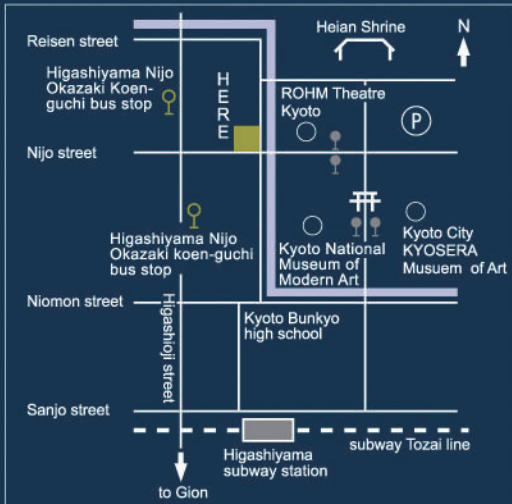 Reisen street
Heian Shrine
N
Higashiyama Nijo
Okazaki Koen-
guchi bus stop
HERE
ROHM Theatre
Kyoto
P
Nijo street
Higashiyama Nijo
Okazaki koen-guchi
bus stop
Kyoto National
Museum of
Modern Art
Kyoto City
KYOSERA
Musuem of Art
Niomon street
Higashioji street
Kyoto Bunkyo
high school
Sanjo street
subway Tozai line
Higashiyama
subway station
to Gion